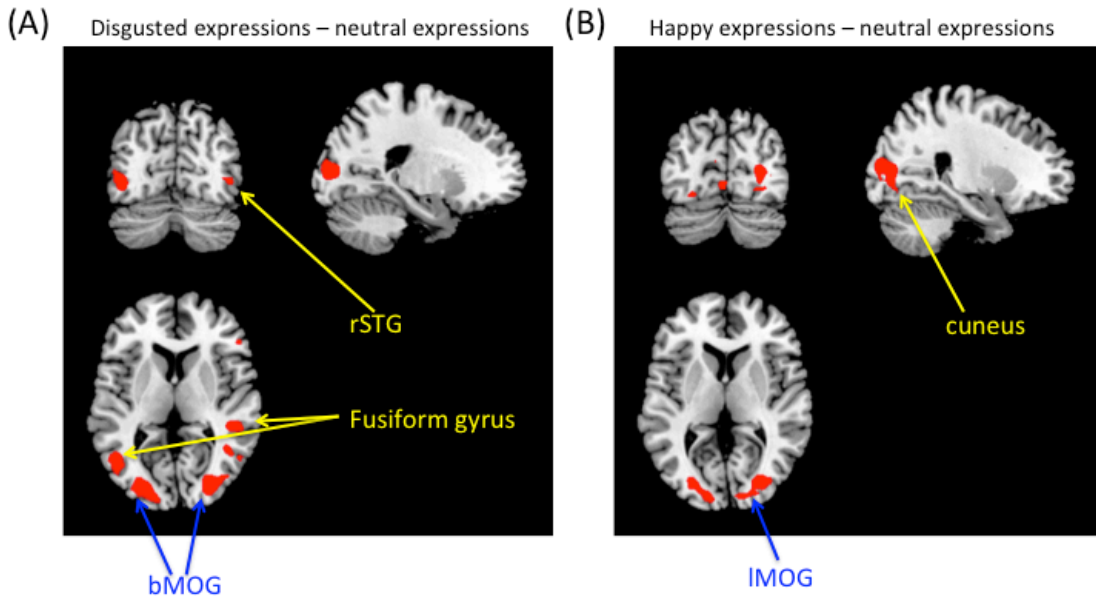 (A) Disgusted expressions – neutral expressions
rSTG
Fusiform gyrus
bMOG
(B) Happy expressions – neutral expressions
cuneus
lMOG